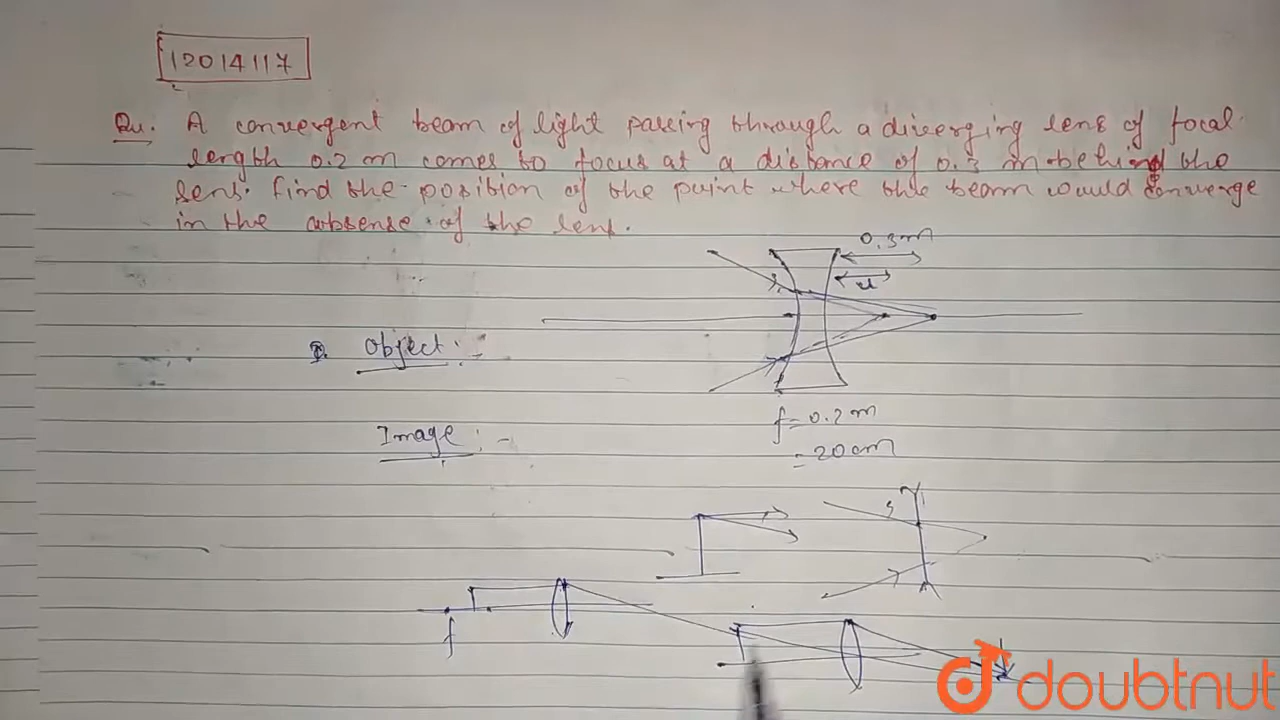 12014117
Qu. A convergent beam of light passing through a diverging lens of focal
length 0.2 m comes to focus at a distance of 0.3 m behind the
lens. find the position of the point where the beam would converge
in the absense of the lens.
0.3m
u
Object :-
f = 0.2 m
Image :-
= 20 cm
f
doubtnut